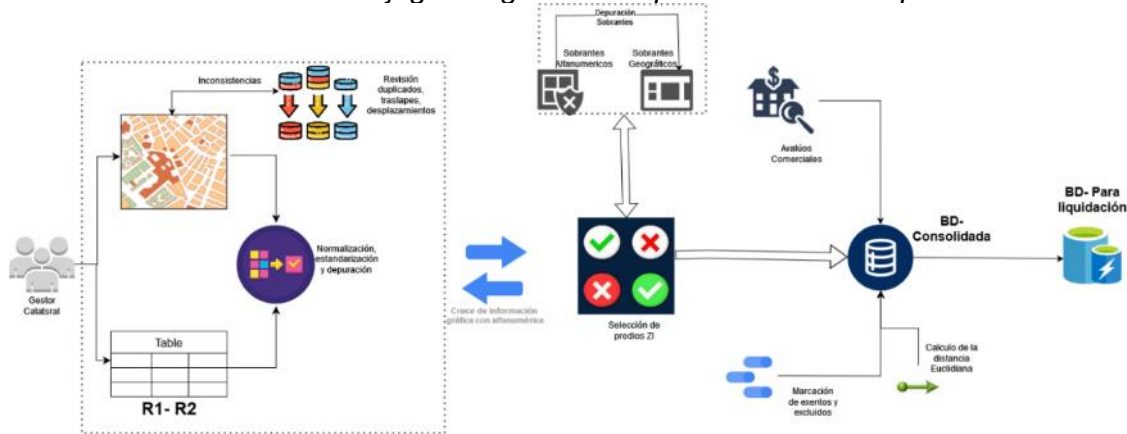 Depuración
Sobrantes
Sobrantes
Alfanumericos
Sobrantes
Geográficos
Inconsistencias
Revisión
duplicados,
traslapes,
desplazamientos
Avalúos
Comerciales
BD- Para
liquidación
BD-
Consolidada
Normalización,
estandarización
y depuración
Gestor
Catatsral
Cruce de información
gráfica con alfanumérica
Selección de
predios ZI
Table
R1- R2
Calculo de la
distancia
Euclidiana
Marcación
de exentos y
excluidos